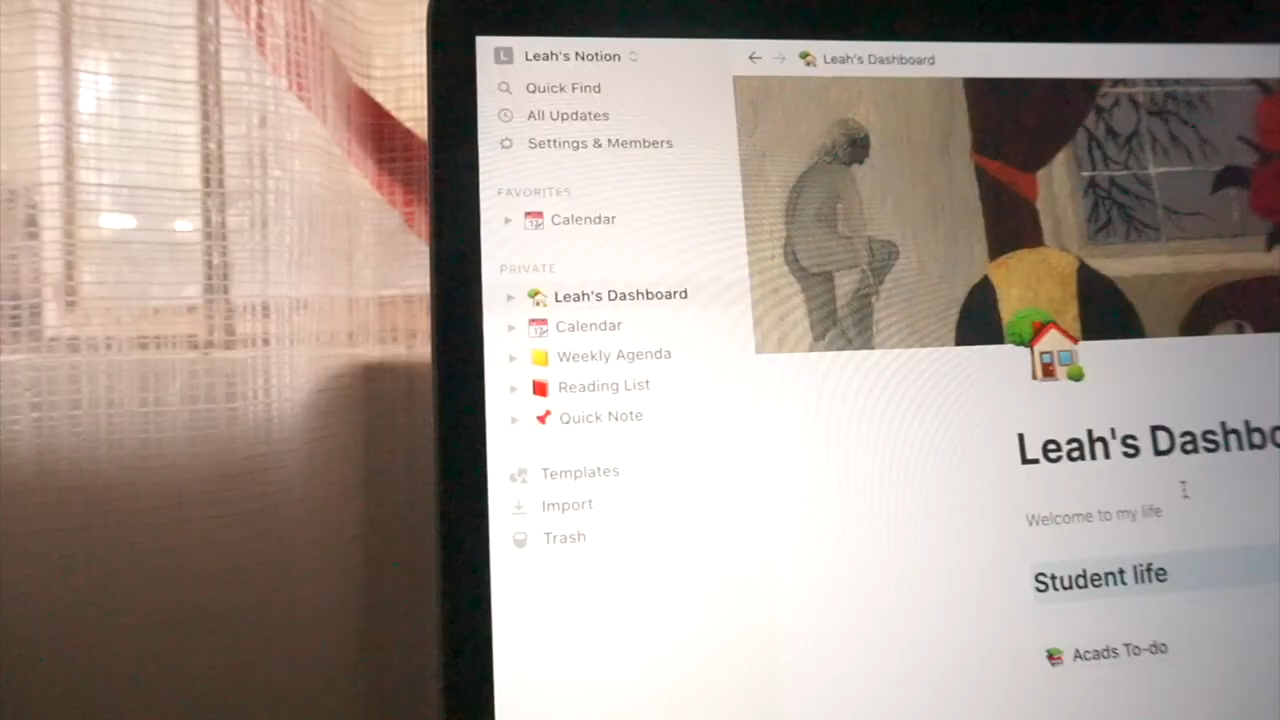 L Leah's Notion
Quick Find
All Updates
Settings & Members
FAVORITES
Calendar
PRIVATE
Leah's Dashboard
Calendar
Weekly Agenda
Reading List
Quick Note
Templates
Import
Trash
Leah's Dashboard
Leah's Dashbo
Welcome to my life
Student life
Acads To-do